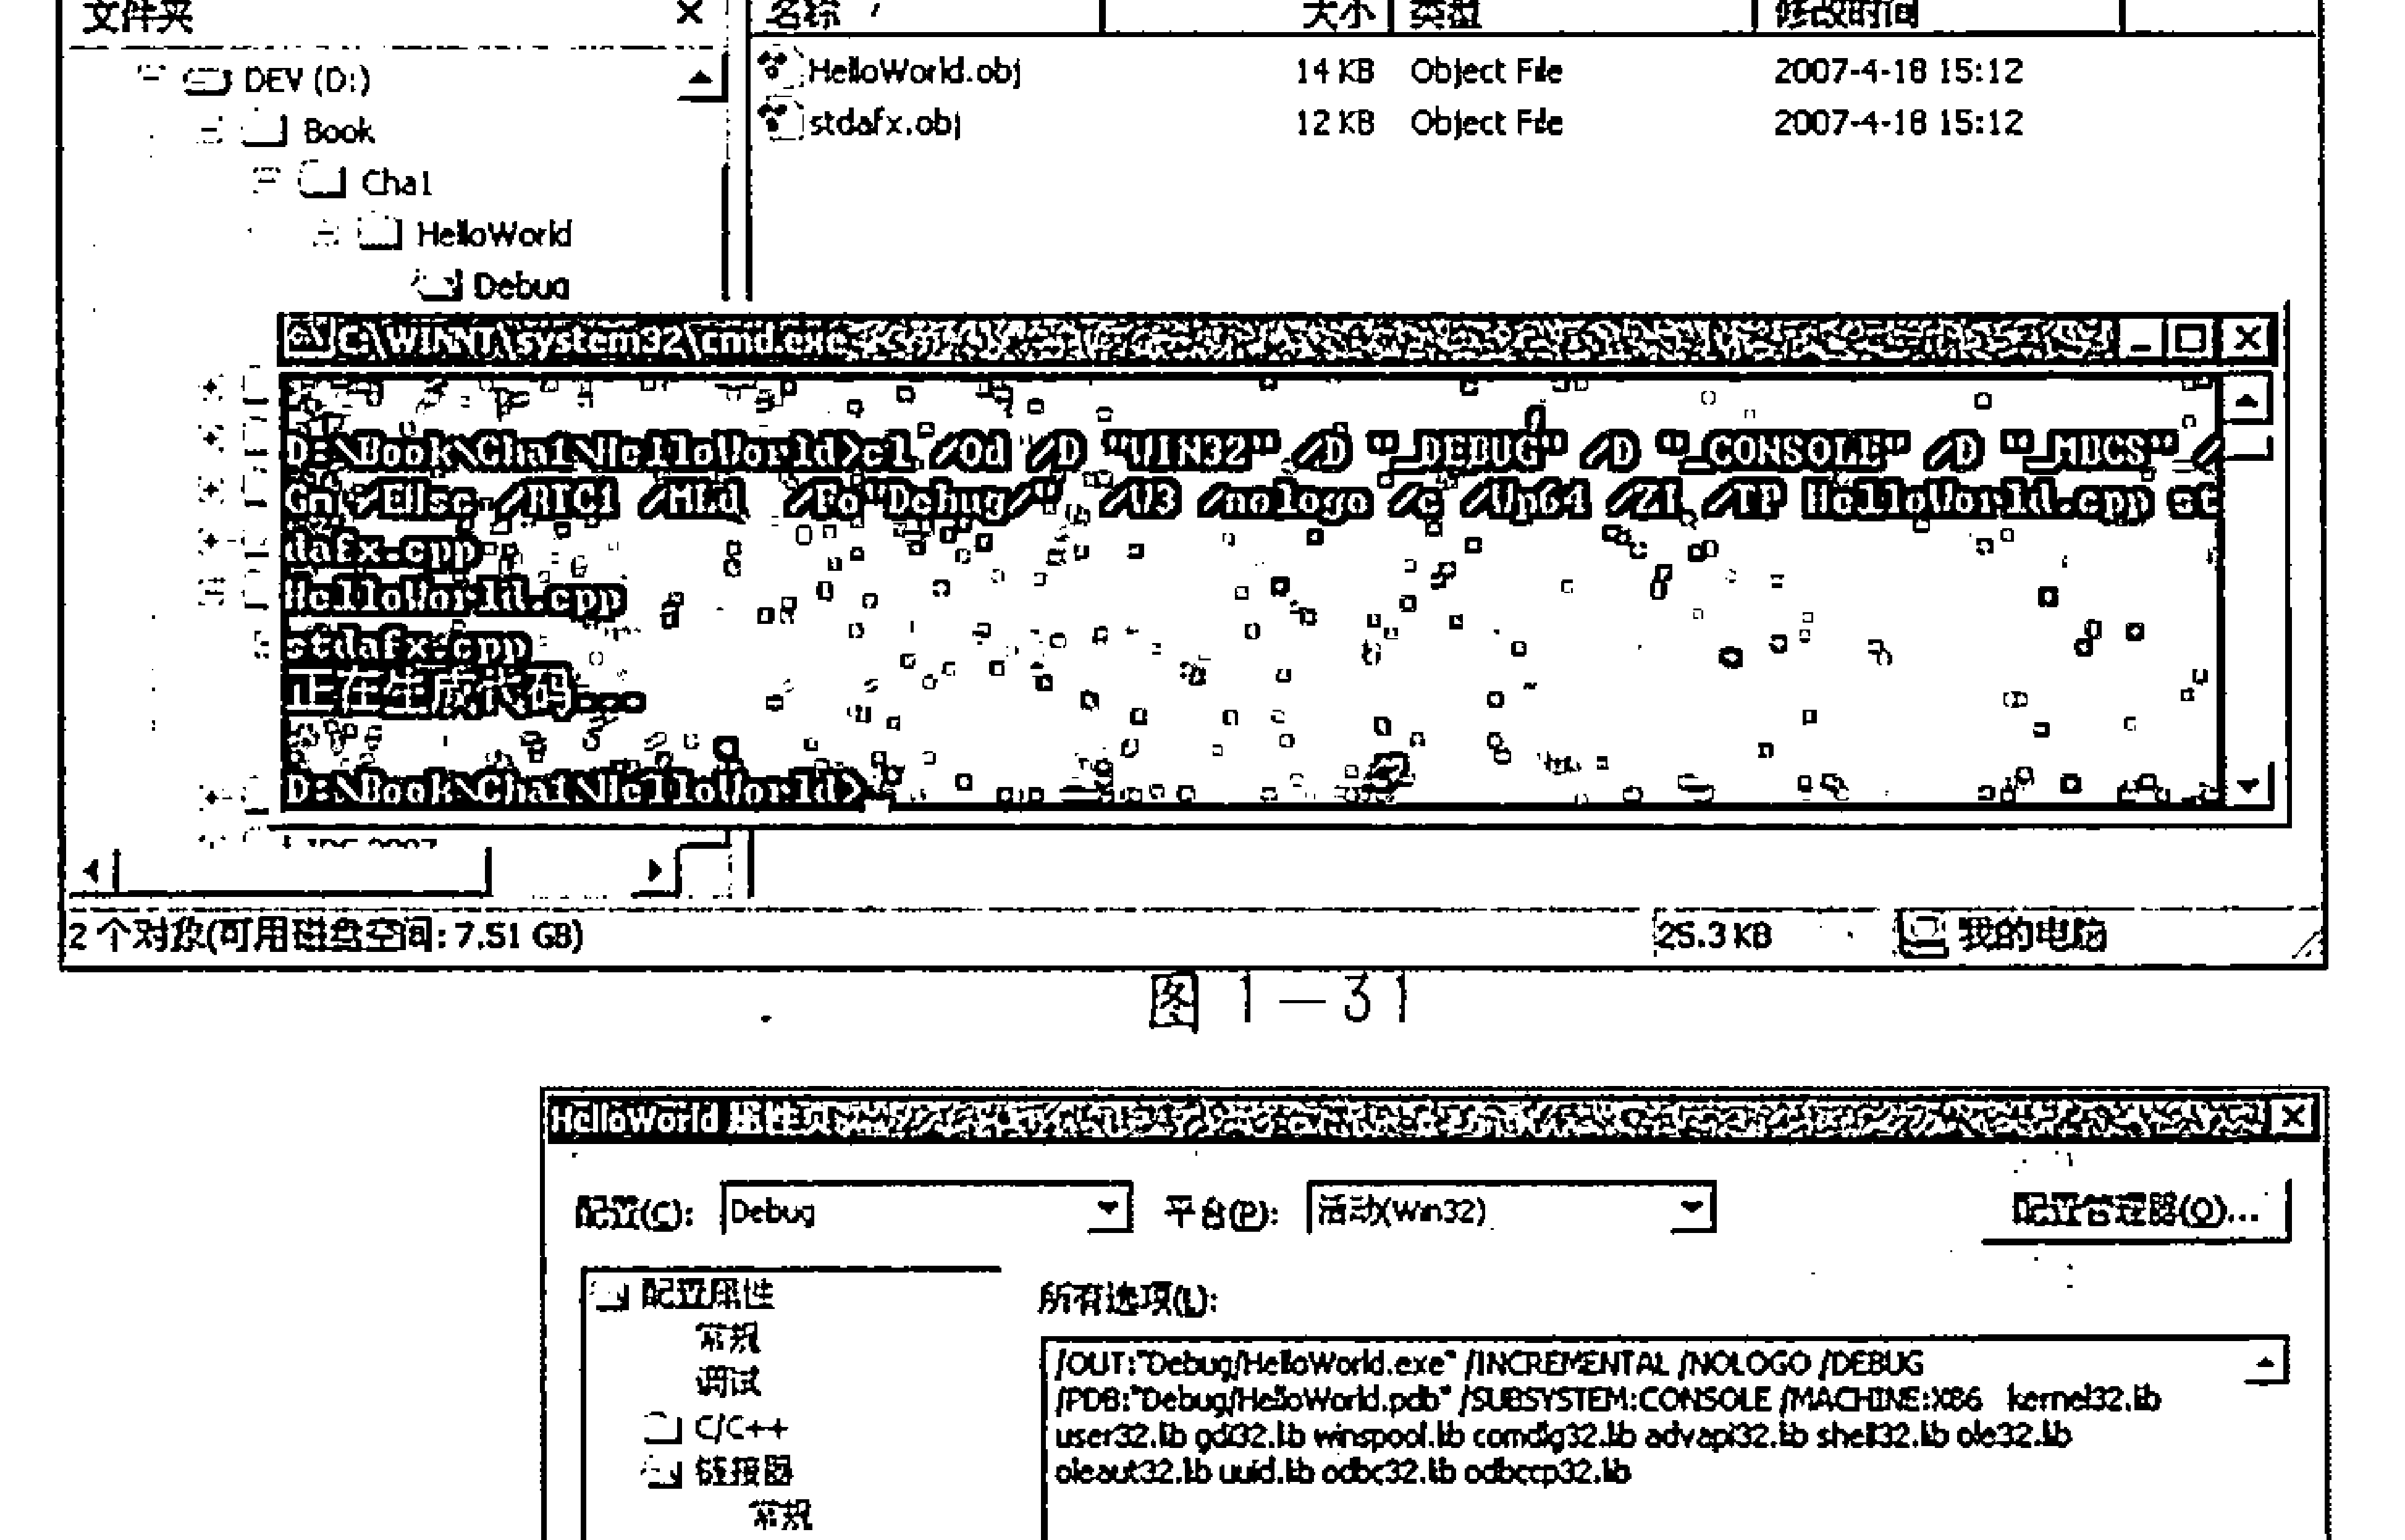 文件夹
名称 大小 类型 修改时间
DEV (D:)
HelloWorld.obj 14 KB Object File 2007-4-18 15:12
Book
stdafx.obj 12 KB Object File 2007-4-18 15:12
Cha1
HelloWorld
Debug
C:\WINNT\system32\cmd.exe
D:\Book\Cha1\HelloWorld>cl /Od /D "WIN32" /D "_DEBUG" /D "_CONSOLE" /D "_MBCS" /
Gm /EHsc /RTC1 /MLd /Fo"Debug/" /W3 /nologo /c /Wp64 /ZI /TP HelloWorld.cpp st
dafx.cpp
HelloWorld.cpp
stdafx.cpp
正在生成代码...
D:\Book\Cha1\HelloWorld>
2 个对象(可用磁盘空间: 7.51 GB) 25.3 KB 我的电脑
图 1-31
HelloWorld 属性页
配置(C): Debug 平台(P): 活动(Win32) 配置管理器(O)...
配置属性
常规
调试
C/C++
链接器
常规
所有选项(L):
/OUT:"Debug/HelloWorld.exe" /INCREMENTAL /NOLOGO /DEBUG
/PDB:"Debug/HelloWorld.pdb" /SUBSYSTEM:CONSOLE /MACHINE:X86 kernel32.lib
user32.lib gdi32.lib winspool.lib comdlg32.lib advapi32.lib shell32.lib ole32.lib
oleaut32.lib uuid.lib odbc32.lib odbccp32.lib